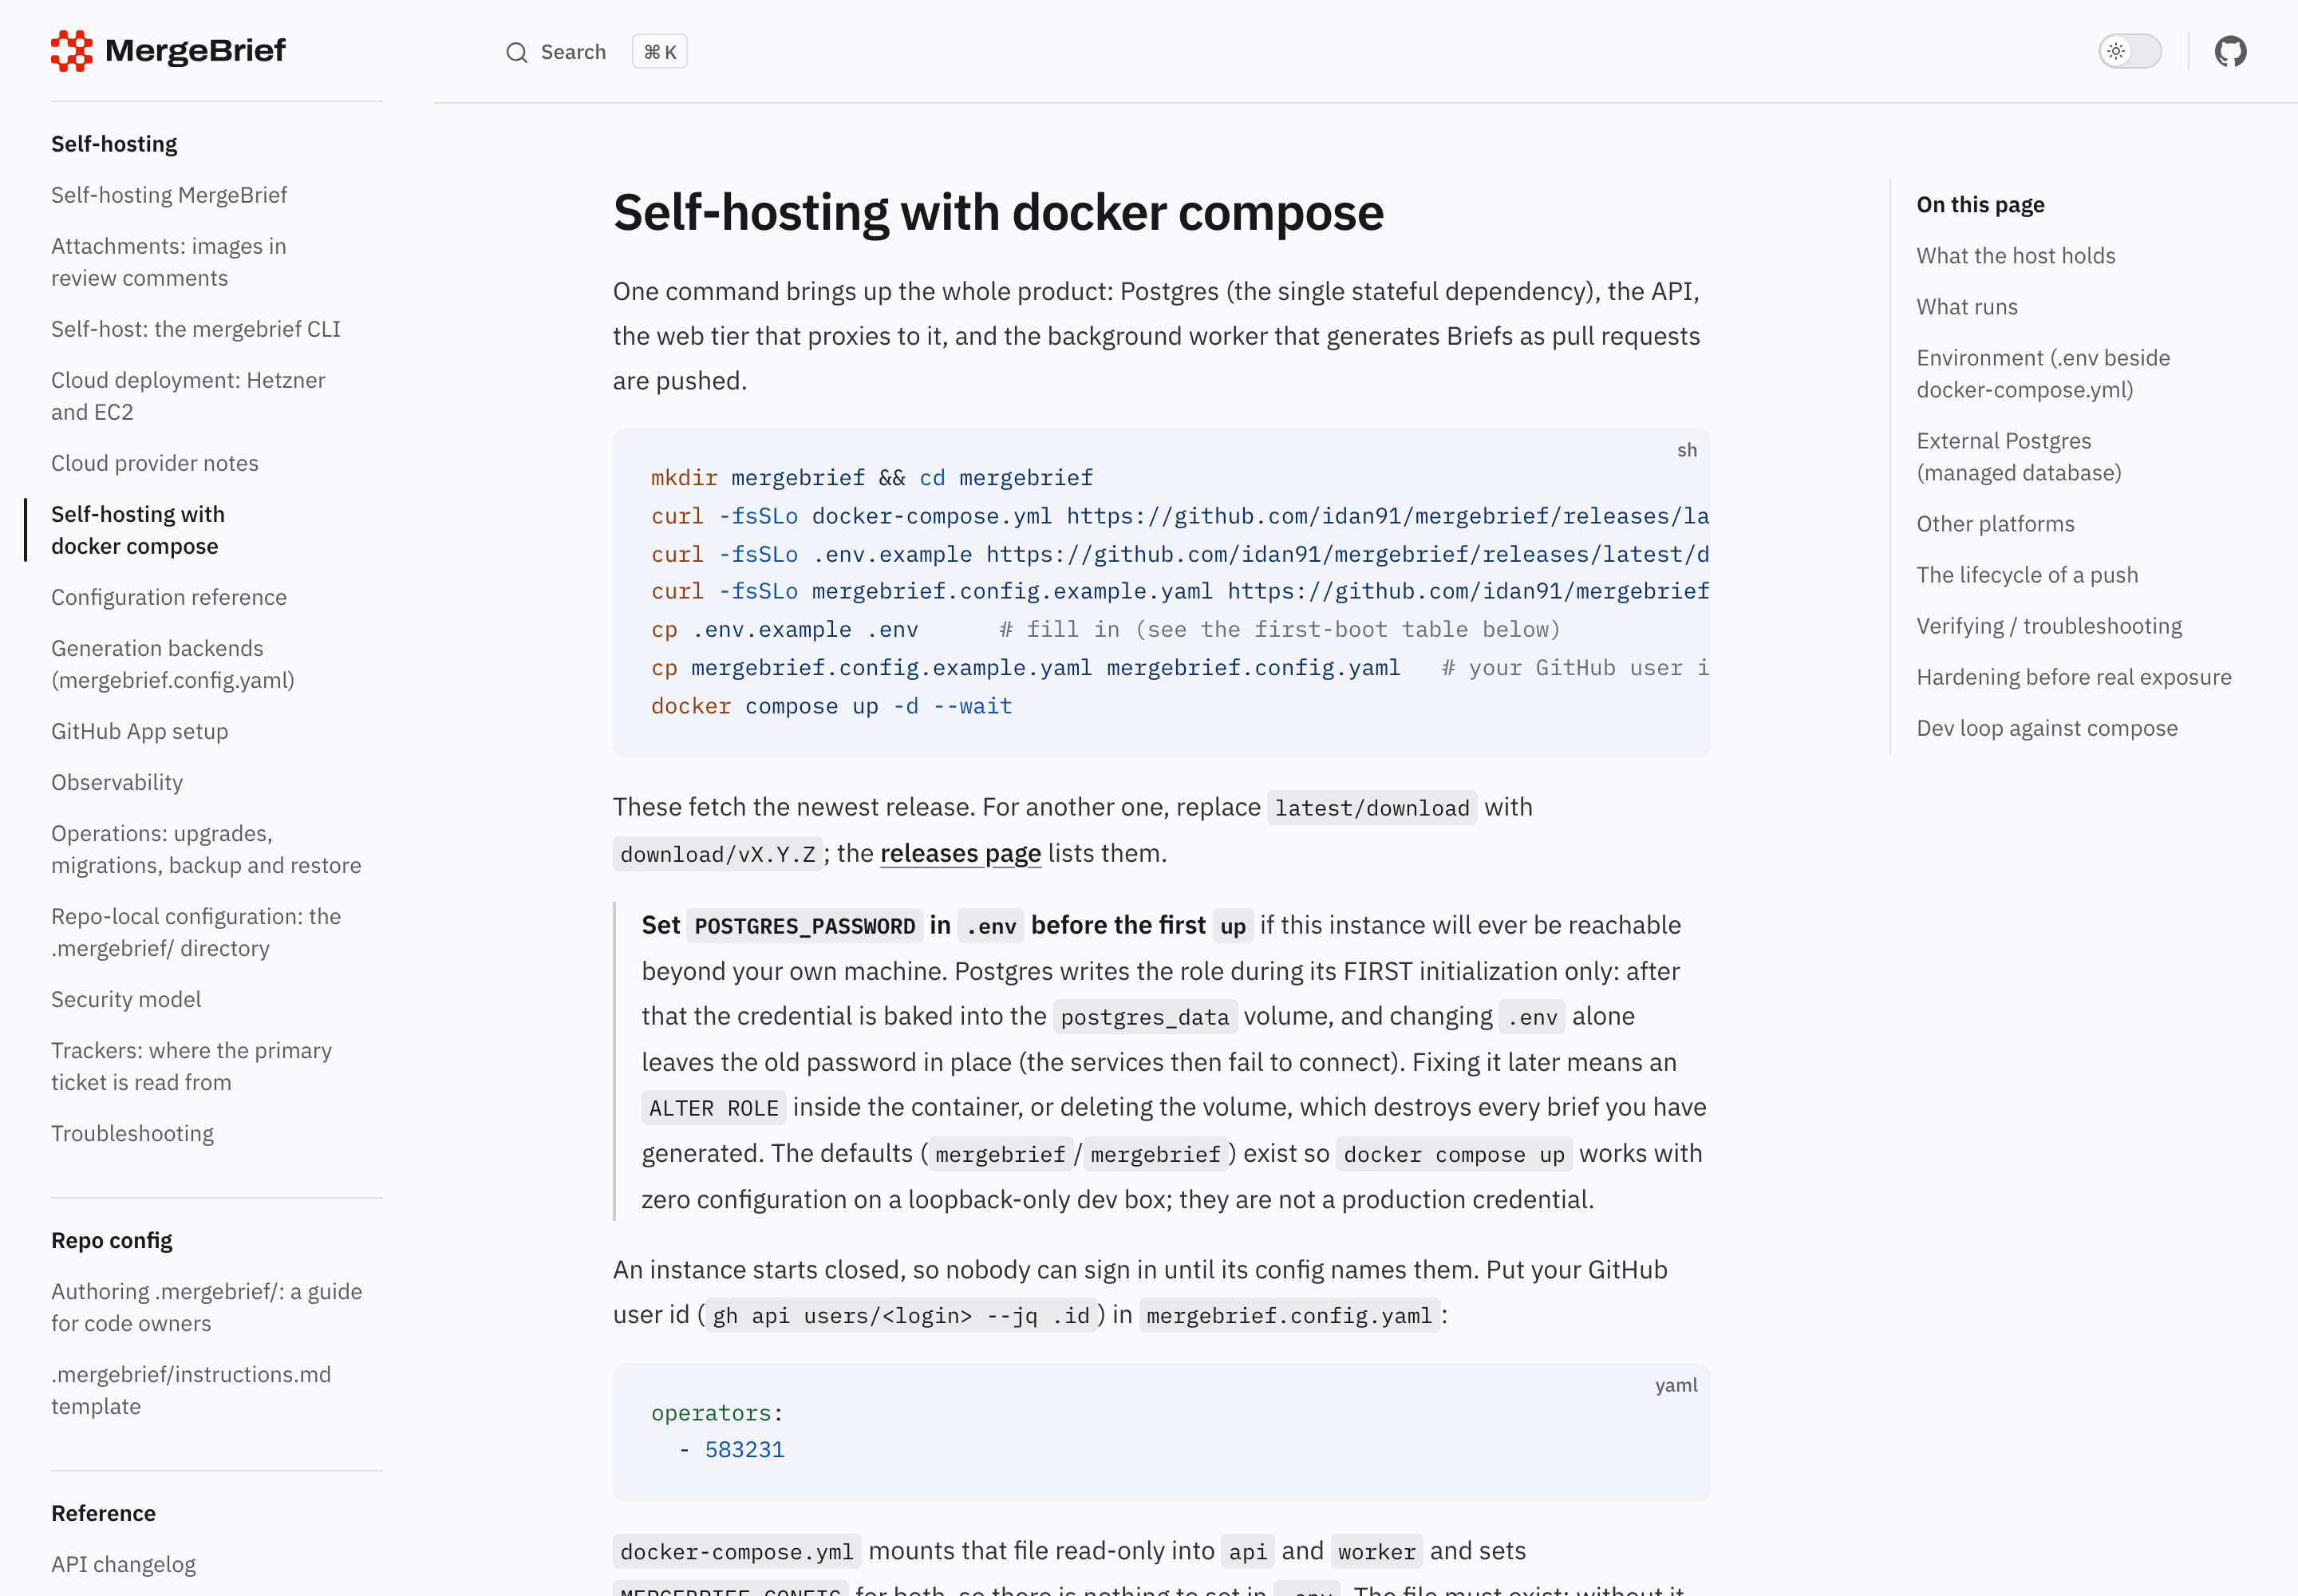 MergeBrief
Search
⌘ K
Self-hosting
Self-hosting MergeBrief
Attachments: images in
review comments
Self-host: the mergebrief CLI
Cloud deployment: Hetzner
and EC2
Cloud provider notes
Self-hosting with
docker compose
Configuration reference
Generation backends
(mergebrief.config.yaml)
GitHub App setup
Observability
Operations: upgrades,
migrations, backup and restore
Repo-local configuration: the
.mergebrief/ directory
Security model
Trackers: where the primary
ticket is read from
Troubleshooting
Repo config
Authoring .mergebrief/: a guide
for code owners
.mergebrief/instructions.md
template
Reference
API changelog
Self-hosting with docker compose
One command brings up the whole product: Postgres (the single stateful dependency), the API,
the web tier that proxies to it, and the background worker that generates Briefs as pull requests
are pushed.
sh
mkdir mergebrief && cd mergebrief
curl -fsSLo docker-compose.yml https://github.com/idan91/mergebrief/releases/la
curl -fsSLo .env.example https://github.com/idan91/mergebrief/releases/latest/d
curl -fsSLo mergebrief.config.example.yaml https://github.com/idan91/mergebrief
cp .env.example .env      # fill in (see the first-boot table below)
cp mergebrief.config.example.yaml mergebrief.config.yaml   # your GitHub user i
docker compose up -d --wait
These fetch the newest release. For another one, replace latest/download with
download/vX.Y.Z; the releases page lists them.
Set POSTGRES_PASSWORD in .env before the first up if this instance will ever be reachable
beyond your own machine. Postgres writes the role during its FIRST initialization only: after
that the credential is baked into the postgres_data volume, and changing .env alone
leaves the old password in place (the services then fail to connect). Fixing it later means an
ALTER ROLE inside the container, or deleting the volume, which destroys every brief you have
generated. The defaults (mergebrief/mergebrief) exist so docker compose up works with
zero configuration on a loopback-only dev box; they are not a production credential.
An instance starts closed, so nobody can sign in until its config names them. Put your GitHub
user id (gh api users/<login> --jq .id) in mergebrief.config.yaml:
yaml
operators:
  - 583231
docker-compose.yml mounts that file read-only into api and worker and sets
MERGEBRIEF_CONFIG for both, so there is nothing to set in .env. The file must exist: without it
On this page
What the host holds
What runs
Environment (.env beside
docker-compose.yml)
External Postgres
(managed database)
Other platforms
The lifecycle of a push
Verifying / troubleshooting
Hardening before real exposure
Dev loop against compose